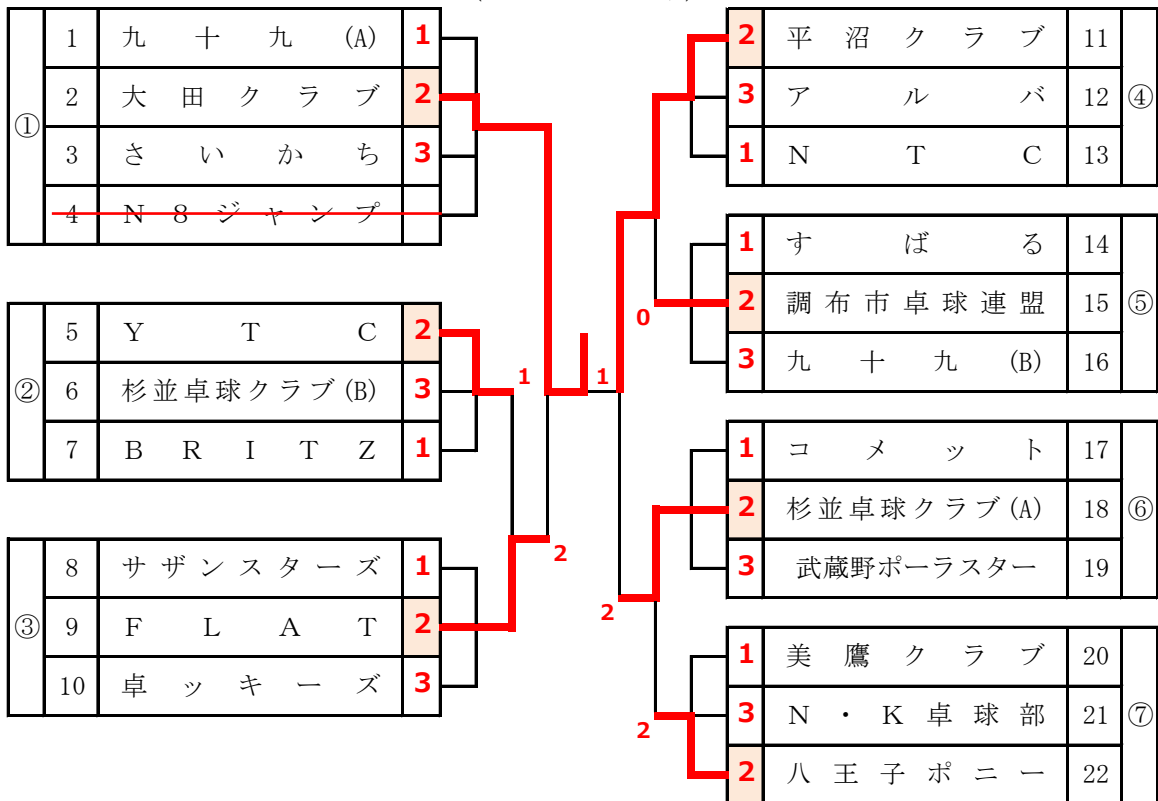 ①
1 九十九 (A) 1
2 大田クラブ 2
3 さいかち 3
4 N8ジャンプ
②
5 YTC 2
6 杉並卓球クラブ(B) 3
7 BRITZ 1
③
8 サザンスターズ 1
9 FLAT 2
10 卓ッキーズ 3
1
2
1
0
2
2
2 平沼クラブ 11
3 アルバ 12
1 NTC 13
④
1 すばる 14
2 調布市卓球連盟 15
3 九十九 (B) 16
⑤
1 コメット 17
2 杉並卓球クラブ(A) 18
3 武蔵野ポーラスター 19
⑥
1 美鷹クラブ 20
3 N・K卓球部 21
2 八王子ポニー 22
⑦